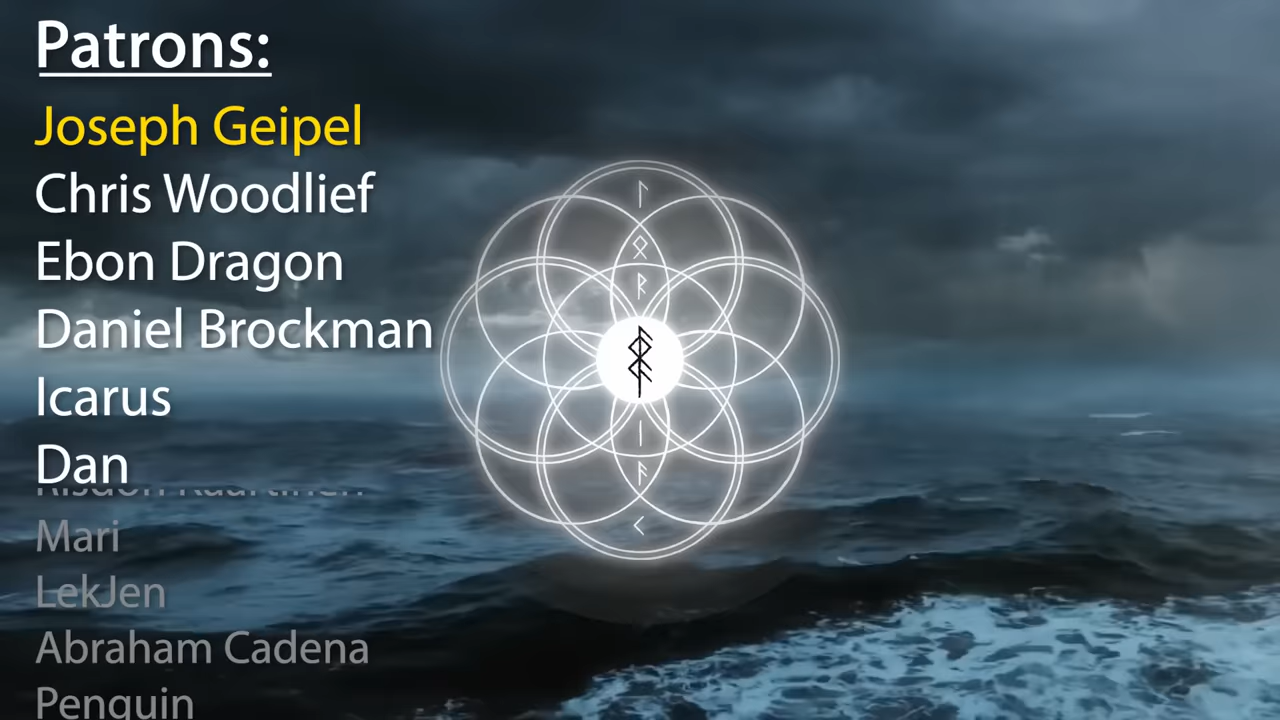 Patrons:
Joseph Geipel
Chris Woodlief
Ebon Dragon
Daniel Brockman
Icarus
Dan
Mari
LekJen
Abraham Cadena
Penguin
ᛚ
ᛟ
ᚱ
ᛁ
ᚲ